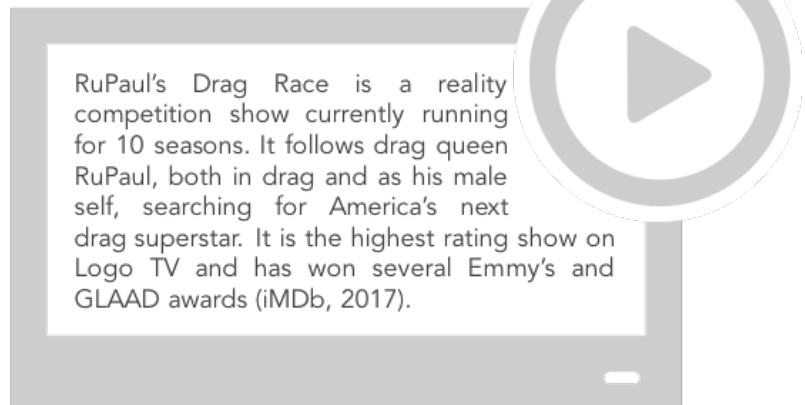 RuPaul's Drag Race is a reality
competition show currently running
for 10 seasons. It follows drag queen
RuPaul, both in drag and as his male
self, searching for America's next
drag superstar. It is the highest rating show on
Logo TV and has won several Emmy's and
GLAAD awards (iMDb, 2017).